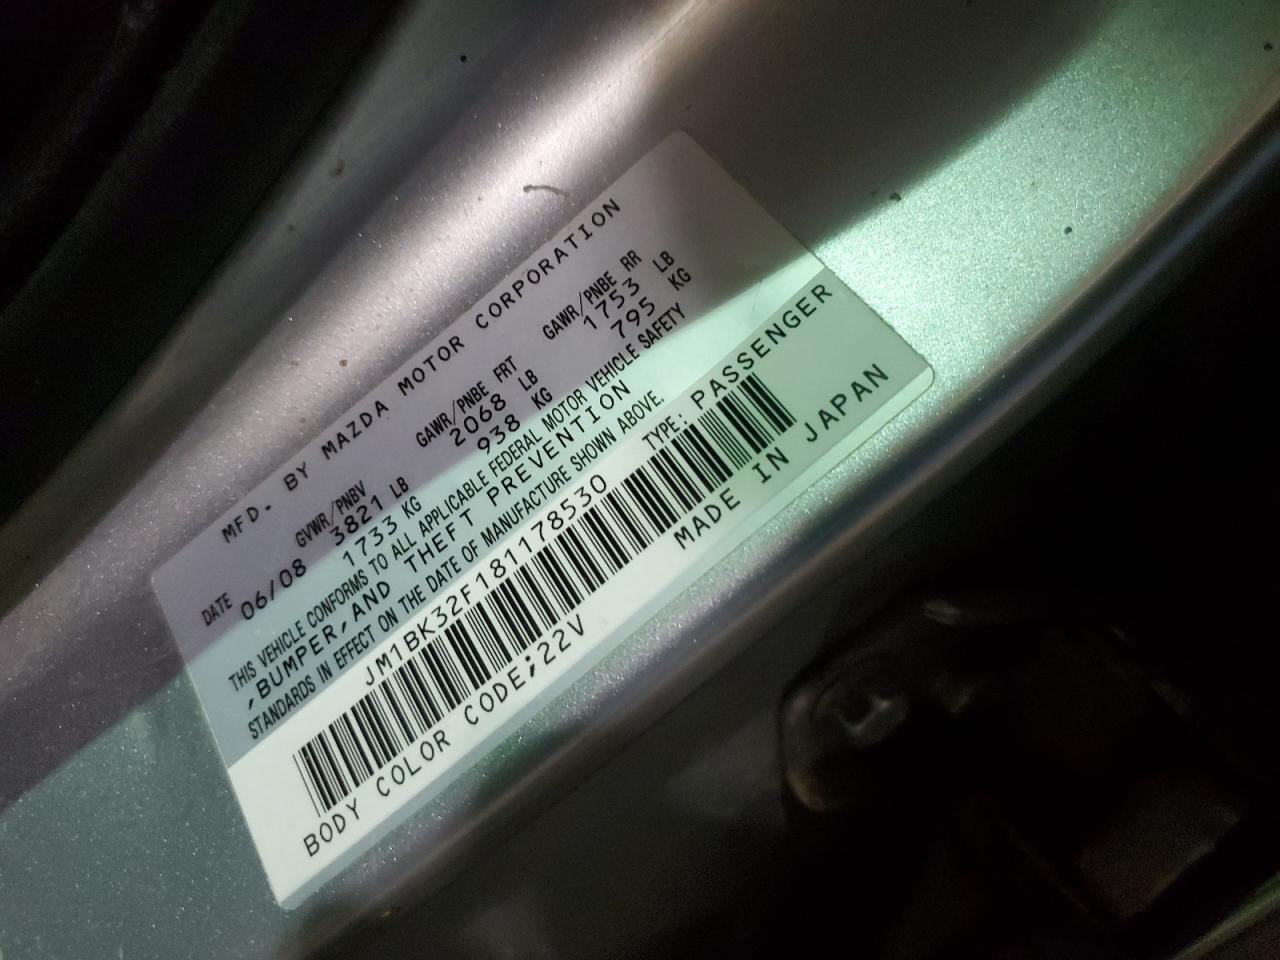 MFD. BY MAZDA MOTOR CORPORATION
DATE GVWR/PNBV GAWR/PNBE FRT GAWR/PNBE RR
06/08 3821 LB 2068 LB 1753 LB
1733 KG 938 KG 795 KG
THIS VEHICLE CONFORMS TO ALL APPLICABLE FEDERAL MOTOR VEHICLE SAFETY
,BUMPER,AND THEFT PREVENTION
STANDARDS IN EFFECT ON THE DATE OF MANUFACTURE SHOWN ABOVE.
JM1BK32F181178530 TYPE: PASSENGER
BODY COLOR CODE;22V MADE IN JAPAN